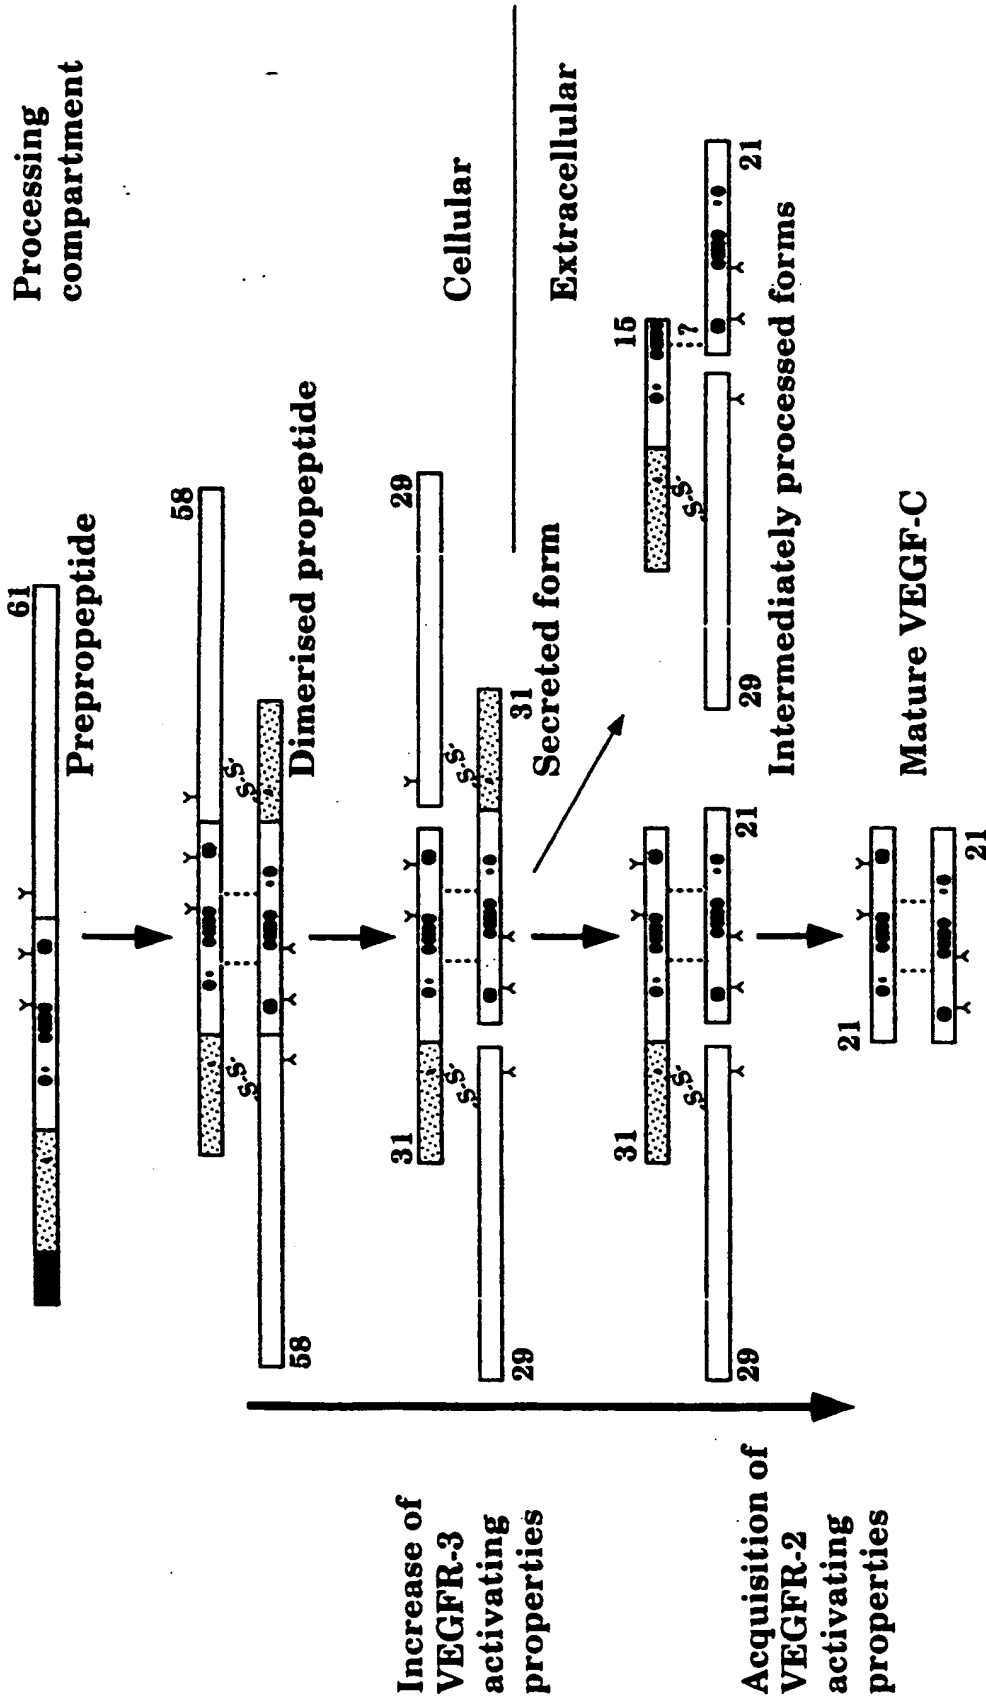 Processing
compartment
61
Prepropeptide
58
S-S
S-S
58
Dimerised propeptide
29
31
S-S
S-S
29
31
Secreted form
Cellular
Extracellular
Increase of
VEGFR-3
activating
properties
31
S-S
29
21
15
S-S
?
29
21
Intermediately processed forms
Acquisition of
VEGFR-2
activating
properties
21
21
Mature VEGF-C